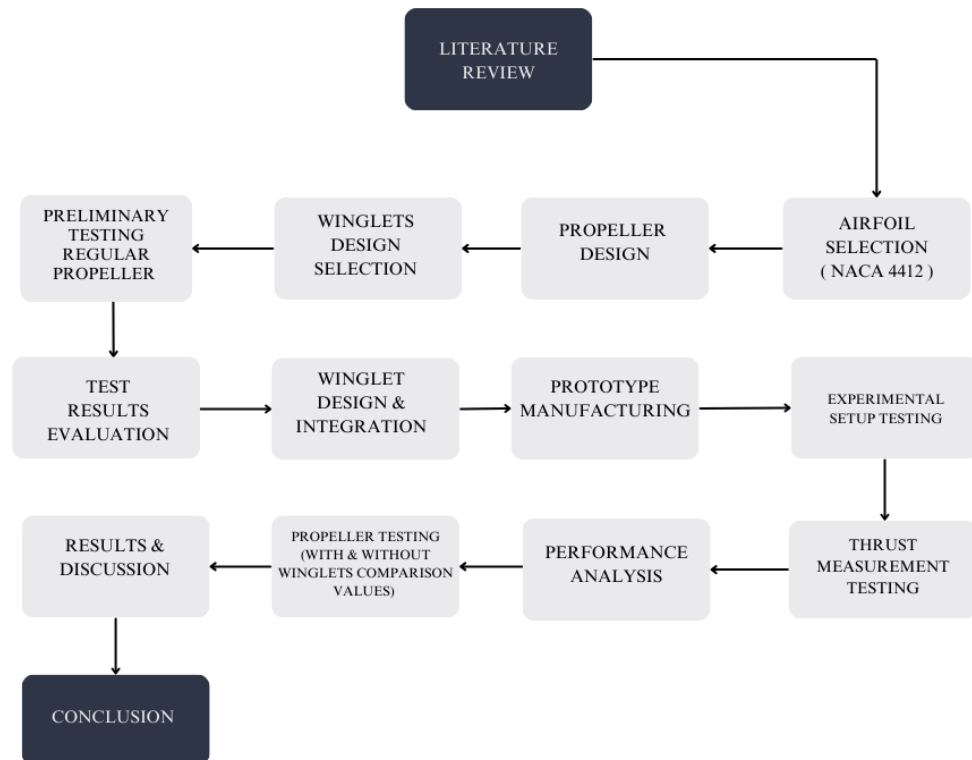 LITERATURE
REVIEW
AIRFOIL
SELECTION
( NACA 4412 )
PROPELLER
DESIGN
WINGLETS
DESIGN
SELECTION
PRELIMINARY
TESTING
REGULAR
PROPELLER
TEST
RESULTS
EVALUATION
WINGLET
DESIGN &
INTEGRATION
PROTOTYPE
MANUFACTURING
EXPERIMENTAL
SETUP TESTING
THRUST
MEASUREMENT
TESTING
PERFORMANCE
ANALYSIS
PROPELLER TESTING
(WITH & WITHOUT
WINGLETS COMPARISON
VALUES)
RESULTS &
DISCUSSION
CONCLUSION